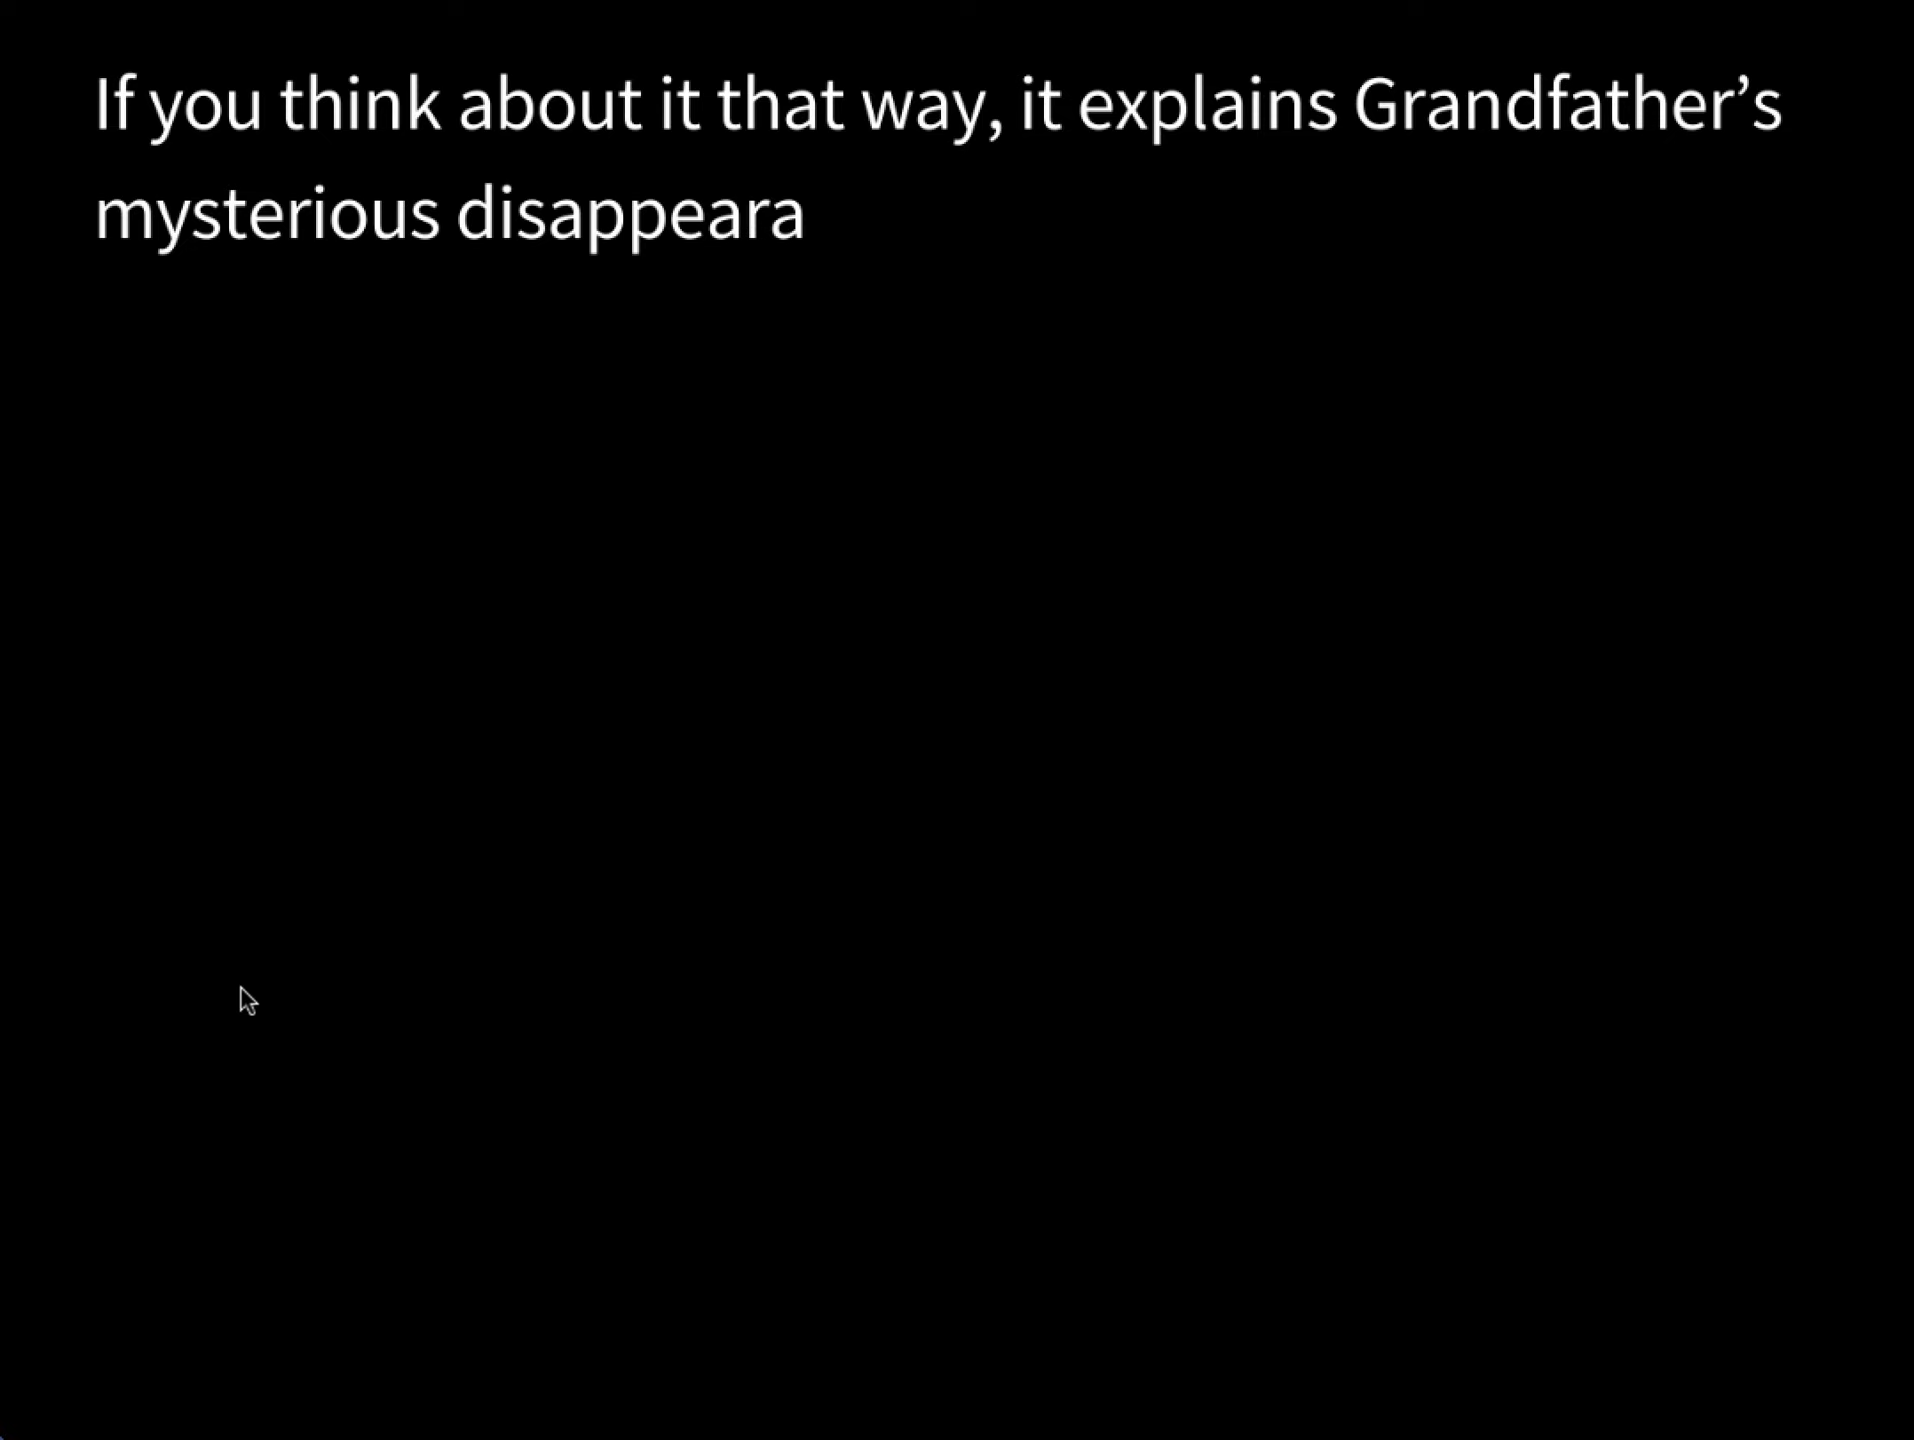 If you think about it that way, it explains Grandfather’s
mysterious disappeara